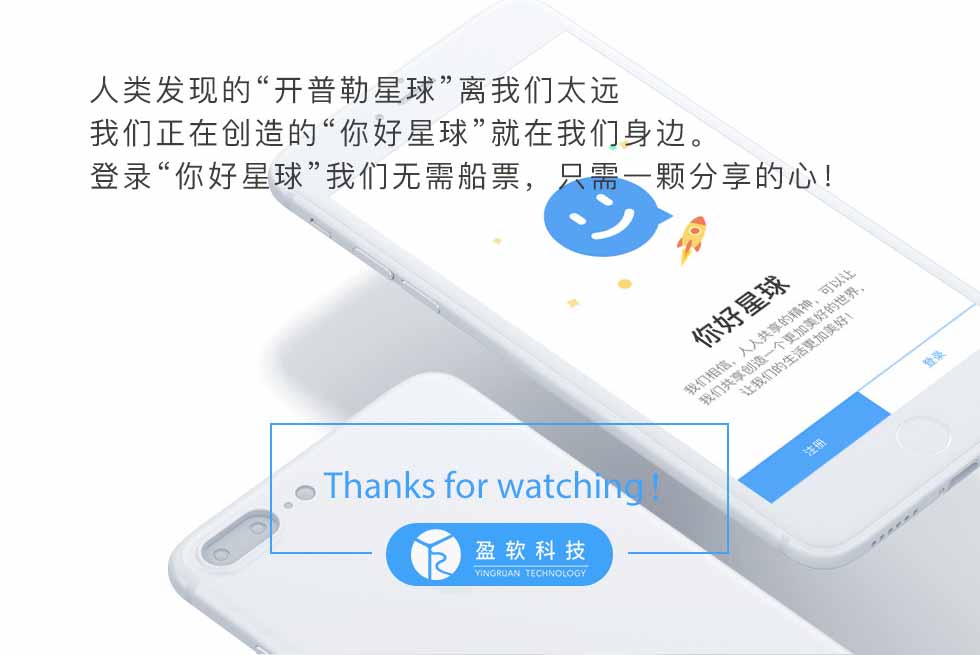 人类发现的“开普勒星球”离我们太远
我们正在创造的“你好星球”就在我们身边。
登录“你好星球”我们无需船票，只需一颗分享的心！
你好星球
我们相信，人人共享的精神，可以让
我们共享创造一个更加美好的世界，
让我们的生活更加美好！
登录
注册
Thanks for watching！
盈软科技
YINGRUAN TECHNOLOGY